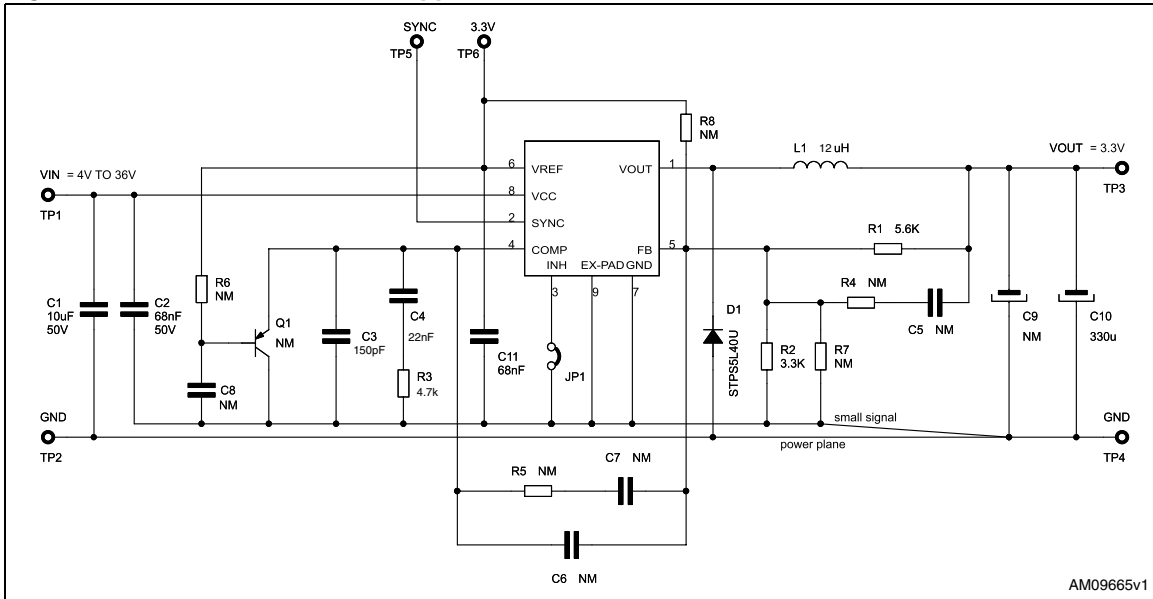 SYNC
3.3V
TP5
TP6
R8
NM
L1 12 uH
VOUT = 3.3V
TP3
VIN = 4V TO 36V
TP1
6
VREF
VOUT
1
8
VCC
2
SYNC
4
COMP
FB
5
INH
EX-PAD
GND
3
9
7
R1 5.6K
R4 NM
C5 NM
C1
10uF
50V
C2
68nF
50V
R6
NM
Q1
NM
C8
NM
C3
150pF
C4
22nF
R3
4.7k
C11
68nF
JP1
D1
STPS5L40U
R2
3.3K
R7
NM
C9
NM
C10
330u
GND
TP2
small signal
power plane
GND
TP4
R5 NM
C7 NM
C6 NM
AM09665v1